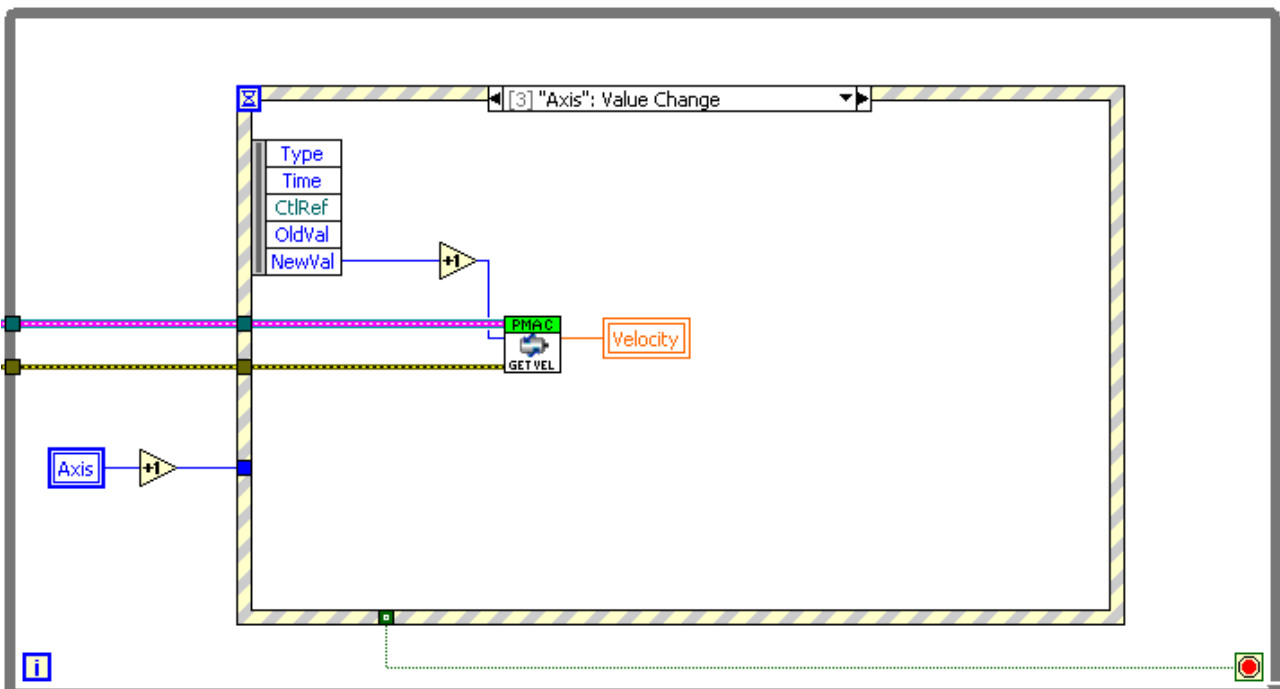 [3] "Axis": Value Change
Type
Time
CtlRef
OldVal
NewVal
+1
PMAC
GET VEL
Velocity
Axis
+1
i